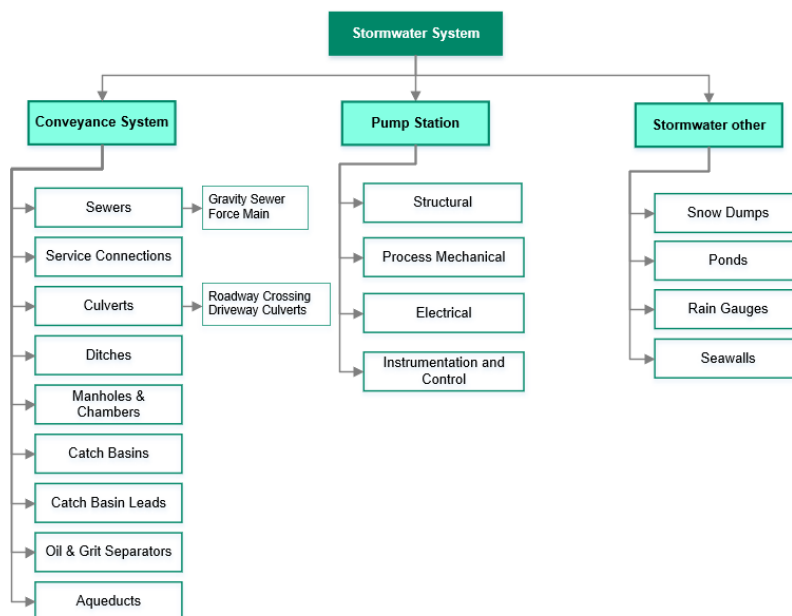 Stormwater System
Conveyance System
Sewers
Gravity Sewer
Force Main
Service Connections
Culverts
Roadway Crossing
Driveway Culverts
Ditches
Manholes &
Chambers
Catch Basins
Catch Basin Leads
Oil & Grit Separators
Aqueducts
Pump Station
Structural
Process Mechanical
Electrical
Instrumentation and
Control
Stormwater other
Snow Dumps
Ponds
Rain Gauges
Seawalls